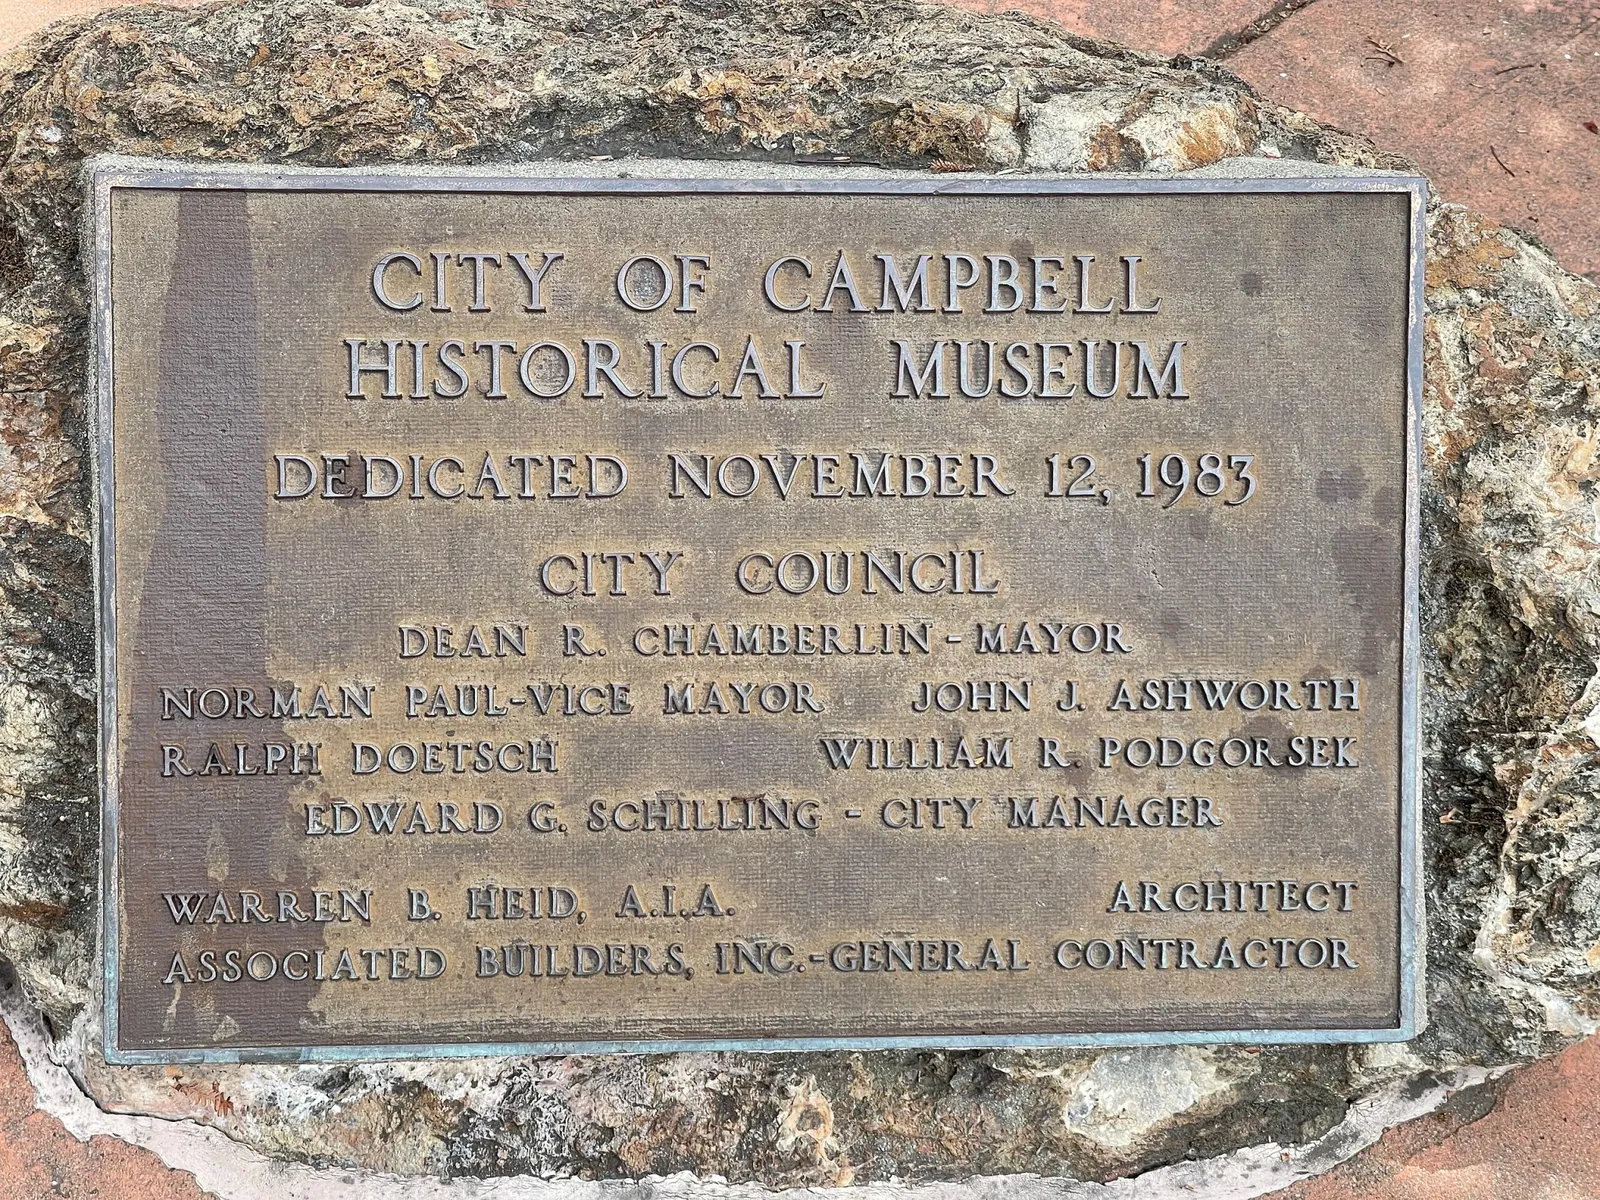 CITY OF CAMPBELL
HISTORICAL MUSEUM
DEDICATED NOVEMBER 12, 1983
CITY COUNCIL
DEAN R. CHAMBERLIN - MAYOR
NORMAN PAUL-VICE MAYOR JOHN J. ASHWORTH
RALPH DOETSCH WILLIAM R. PODGORSEK
EDWARD G. SCHILLING - CITY MANAGER
WARREN B. HEID, A.I.A. ARCHITECT
ASSOCIATED BUILDERS, INC.-GENERAL CONTRACTOR